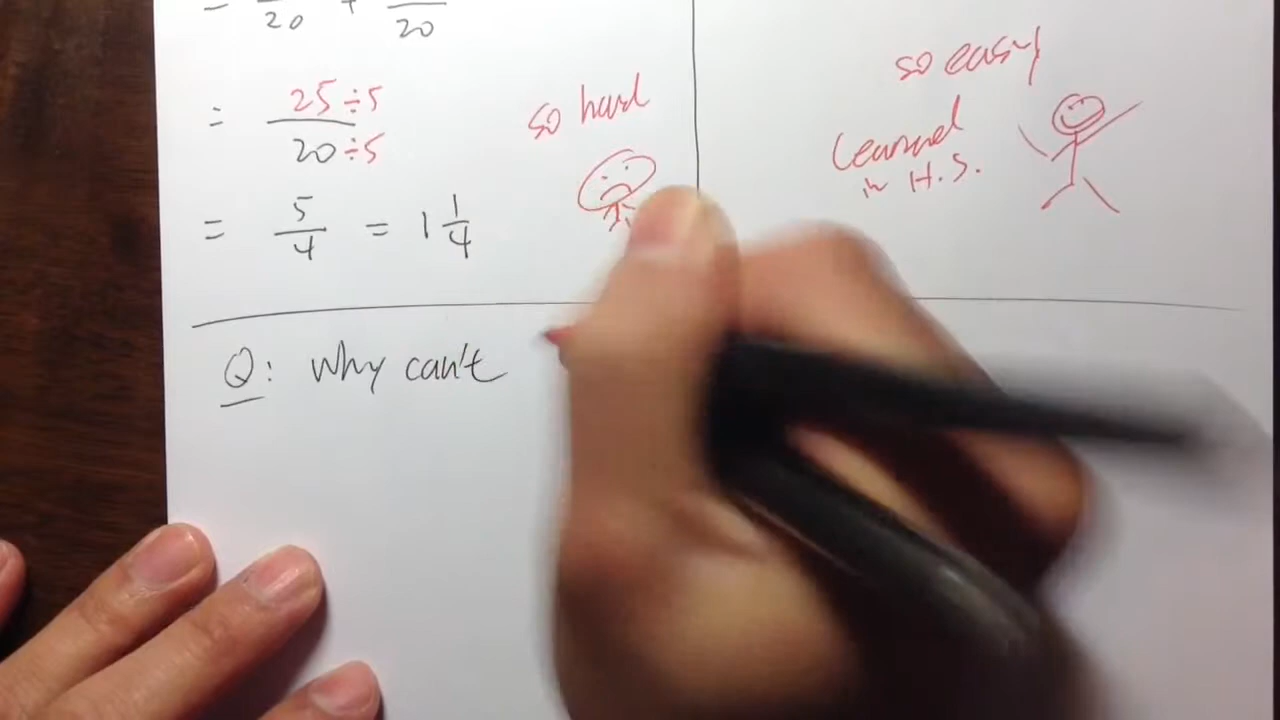 = 20 + 20
= 25÷5 / 20÷5
= 5/4 = 1 1/4
so hard
so easy
Learned
in H.S.
Q: Why can't